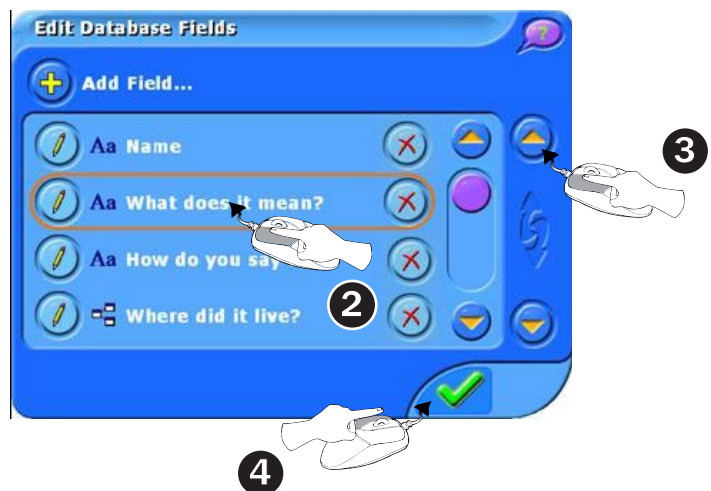 Edit Database Fields
?
Add Field...
Aa Name
3
Aa What does it mean?
Aa How do you say
2
Where did it live?
4